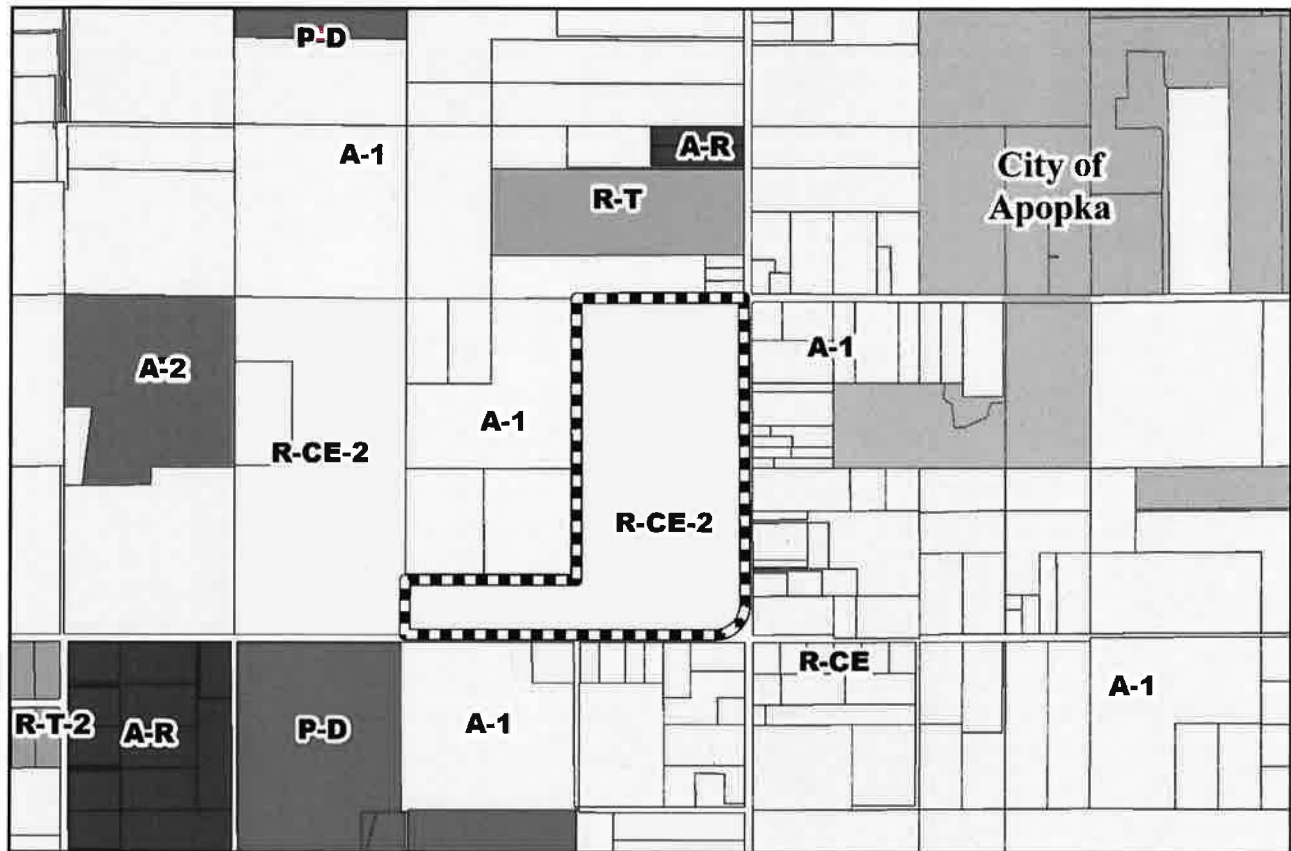 P-D
A-1
A-R
R-T
City of
Apopka
A-2
A-1
A-1
R-CE-2
R-CE-2
R-CE
A-1
R-T-2
A-R
P-D
A-1